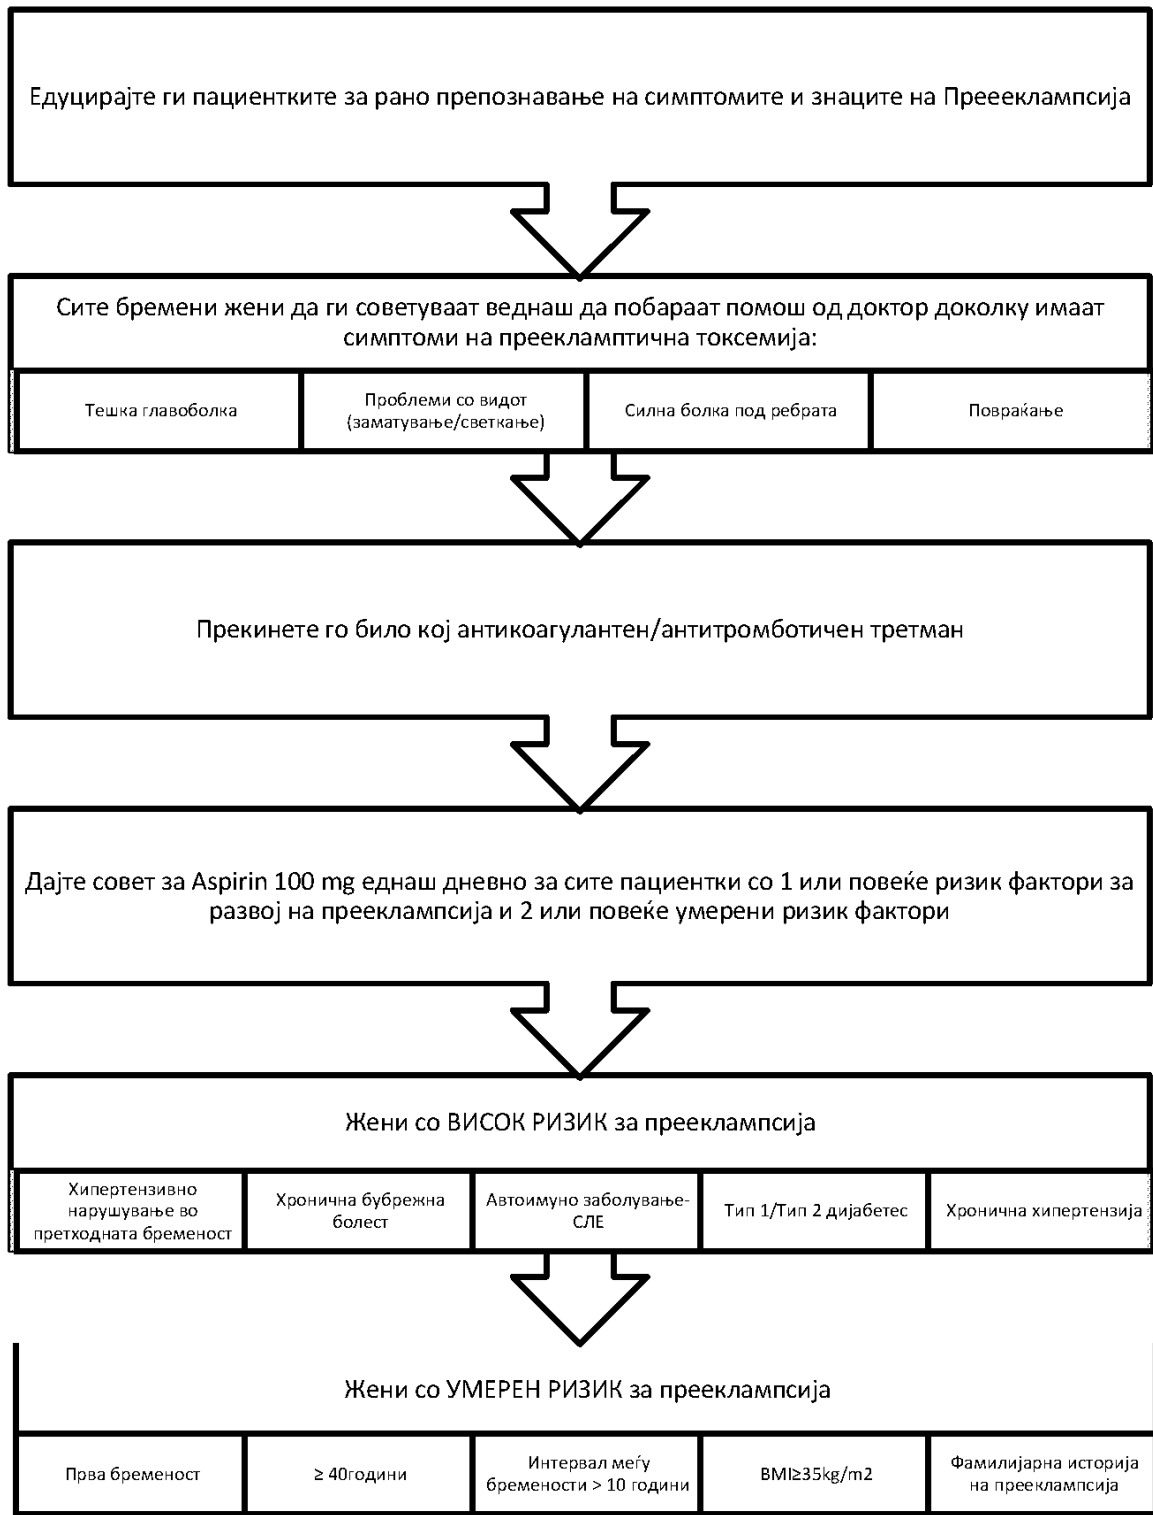 Едуцирајте ги пациентките за рано препознавање на симптомите и знаците на Преееклампсија
Сите бремени жени да ги советуваат веднаш да побараат помош од доктор доколку имаат
симптоми на преекламптична токсемија:
Тешка главоболка
Проблеми со видот
(заматување/светкање)
Силна болка под ребрата
Повраќање
Прекинете го било кој антикоагулантен/антитромботичен третман
Дајте совет за Aspirin 100 mg еднаш дневно за сите пациентки со 1 или повеќе ризик фактори за
развој на прееклампсија и 2 или повеќе умерени ризик фактори
Жени со ВИСОК РИЗИК за прееклампсија
Хипертензивно
нарушување во
претходната бременост
Хронична бубрежна
болест
Автоимуно заболување-
СЛЕ
Тип 1/Тип 2 дијабетес
Хронична хипертензија
Жени со УМЕРЕН РИЗИК за прееклампсија
Прва бременост
≥ 40години
Интервал меѓу
бремености > 10 години
BMI≥35kg/m2
Фамилијарна историја
на прееклампсија